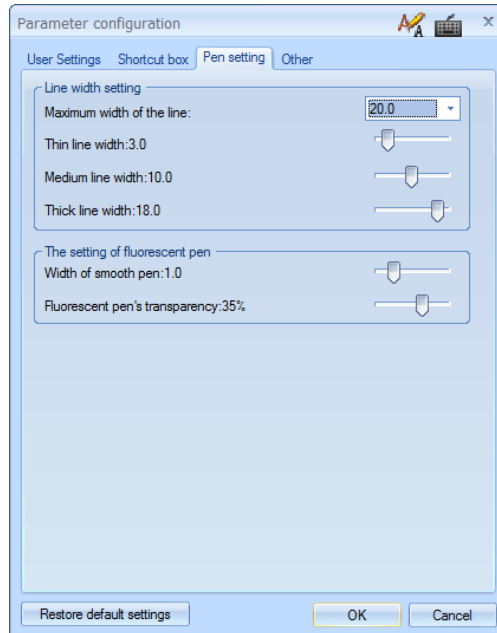 Parameter configuration
User Settings Shortcut box Pen setting Other
Line width setting
Maximum width of the line: 20.0
Thin line width:3.0
Medium line width:10.0
Thick line width:18.0
The setting of fluorescent pen
Width of smooth pen:1.0
Fluorescent pen's transparency:35%
Restore default settings OK Cancel